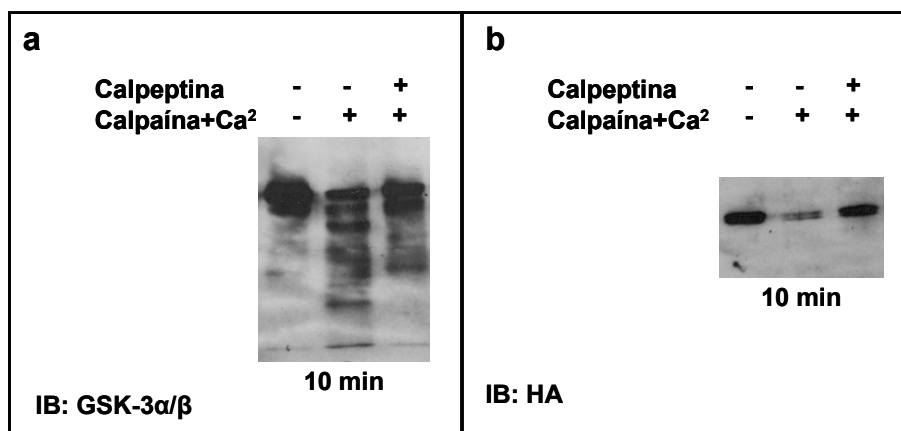 a
Calpeptina - - +
Calpaína+Ca² - + +
10 min
IB: GSK-3α/β
b
Calpeptina - - +
Calpaína+Ca² - + +
10 min
IB: HA